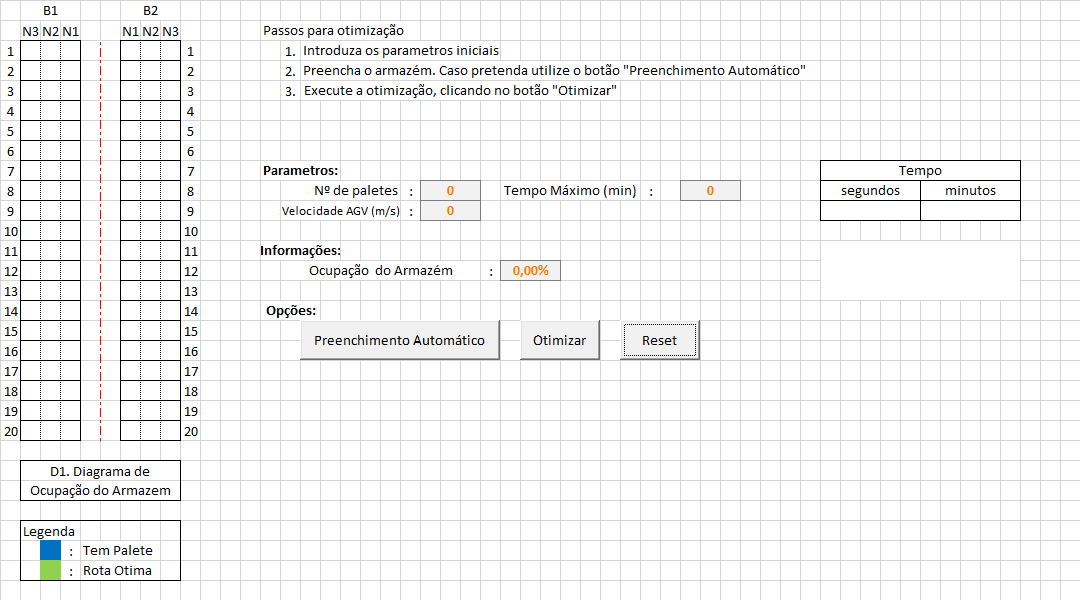 B1 B2
N3 N2 N1 N1 N2 N3 Passos para otimização
1 1 1. Introduza os parametros iniciais
2 2 2. Preencha o armazém. Caso pretenda utilize o botão "Preenchimento Automático"
3 3 3. Execute a otimização, clicando no botão "Otimizar"
4 4
5 5
6 6
7 7 Parametros: Tempo
8 8 Nº de paletes : 0 Tempo Máximo (min) : 0 segundos minutos
9 9 Velocidade AGV (m/s) : 0
10 10
11 11 Informações:
12 12 Ocupação do Armazém : 0,00%
13 13
14 14 Opções:
15 15
16 16 Preenchimento Automático Otimizar Reset
17 17
18 18
19 19
20 20
D1. Diagrama de
Ocupação do Armazem
Legenda
: Tem Palete
: Rota Otima